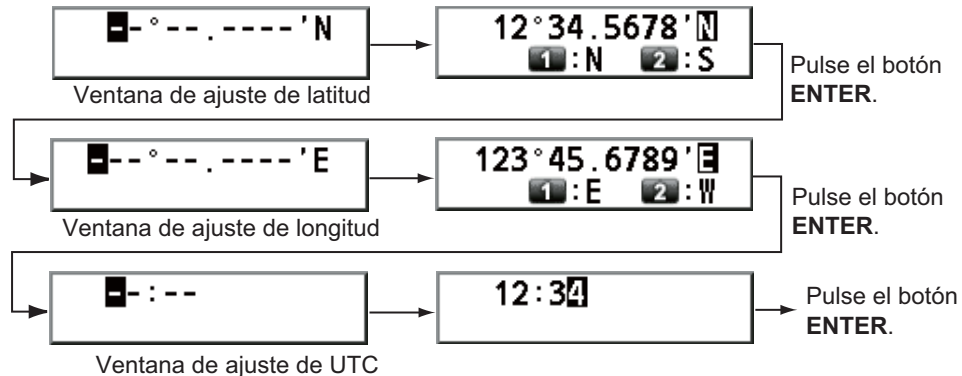 --°--.----'N
12°34.5678'N
1:N 2:S
Pulse el botón
ENTER.
Ventana de ajuste de latitud
---°--.----'E
123°45.6789'E
1:E 2:W
Pulse el botón
ENTER.
Ventana de ajuste de longitud
--:--
12:34
Pulse el botón
ENTER.
Ventana de ajuste de UTC